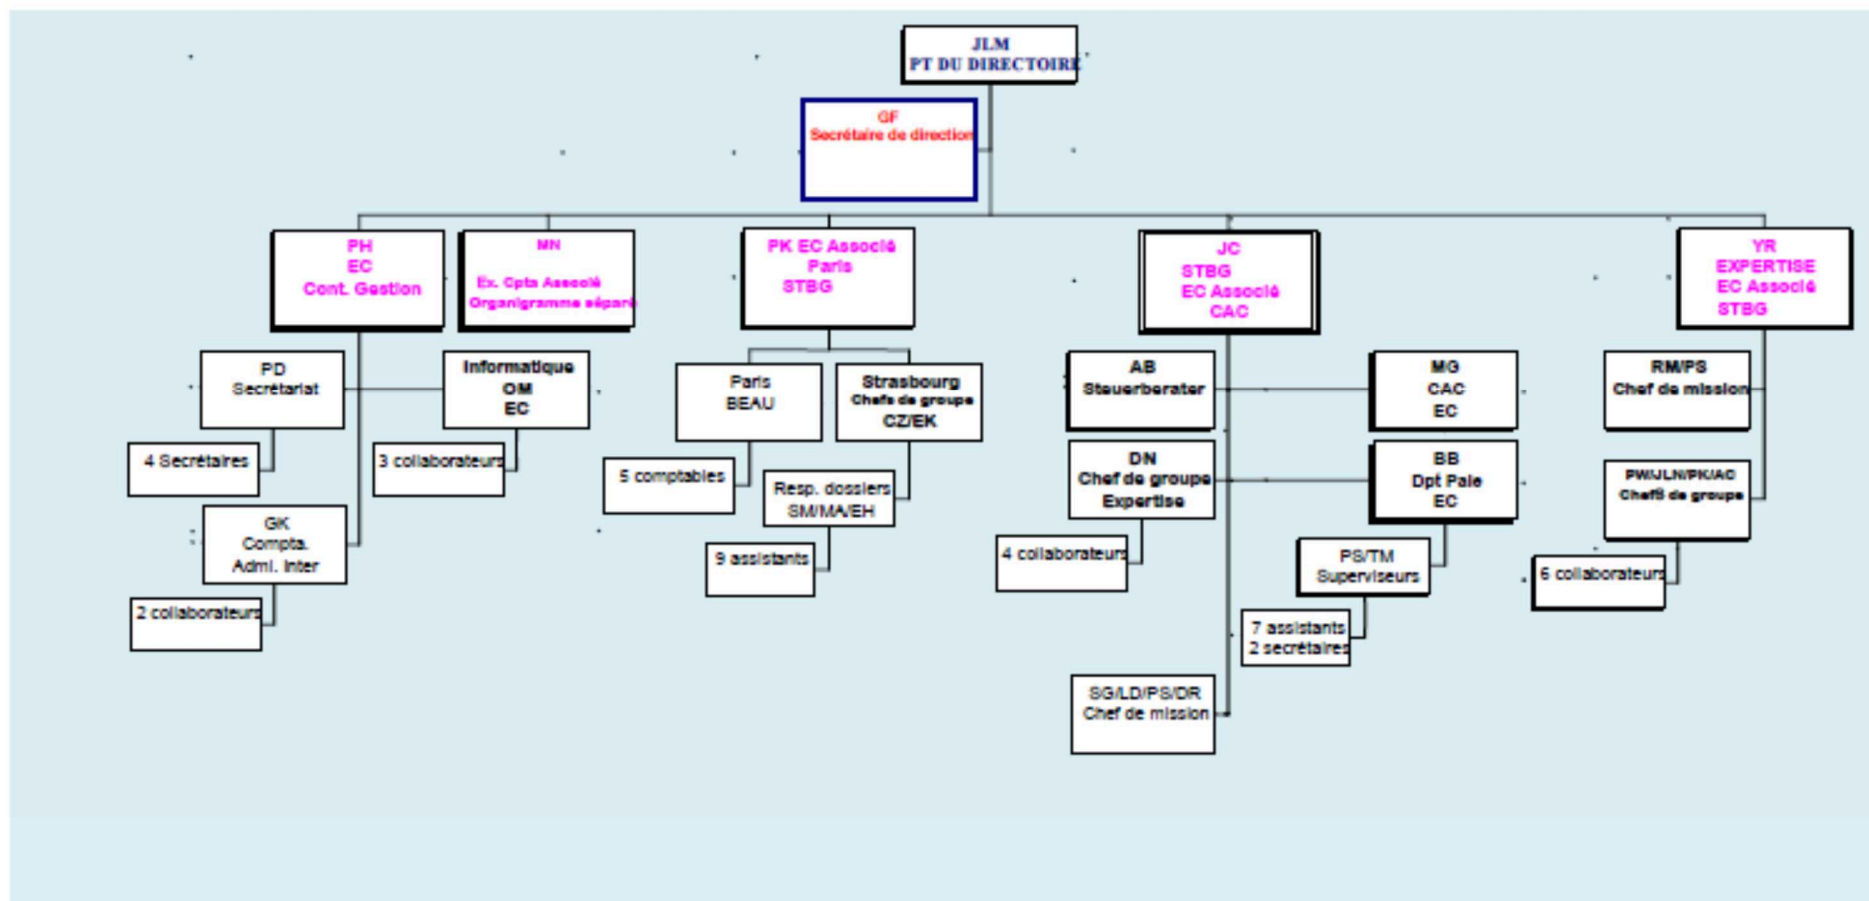 JLM
PT DU DIRECTOIRE
GF
Secrétaire de direction
PH
EC
Cont. Gestion
MN
Ex. Cpta Associé
Organigramme séparé
PK EC Associé
Paris
STBG
JC
STBG
EC Associé
CAC
YR
EXPERTISE
EC Associé
STBG
PD
Secrétariat
Informatique
OM
EC
4 Secrétaires
3 collaborateurs
GK
Compta.
Admi. Inter
2 collaborateurs
Paris
BEAU
Strasbourg
Chefs de groupe
CZ/EK
5 comptables
Resp. dossiers
SM/MA/EH
9 assistants
AB
Steuerberater
MG
CAC
EC
DN
Chef de groupe
Expertise
BB
Dpt Paie
EC
4 collaborateurs
PS/TM
Superviseurs
7 assistants
2 secrétaires
SG/LD/PS/DR
Chef de mission
RM/PS
Chef de mission
PW/JLN/PK/AC
ChefS de groupe
6 collaborateurs